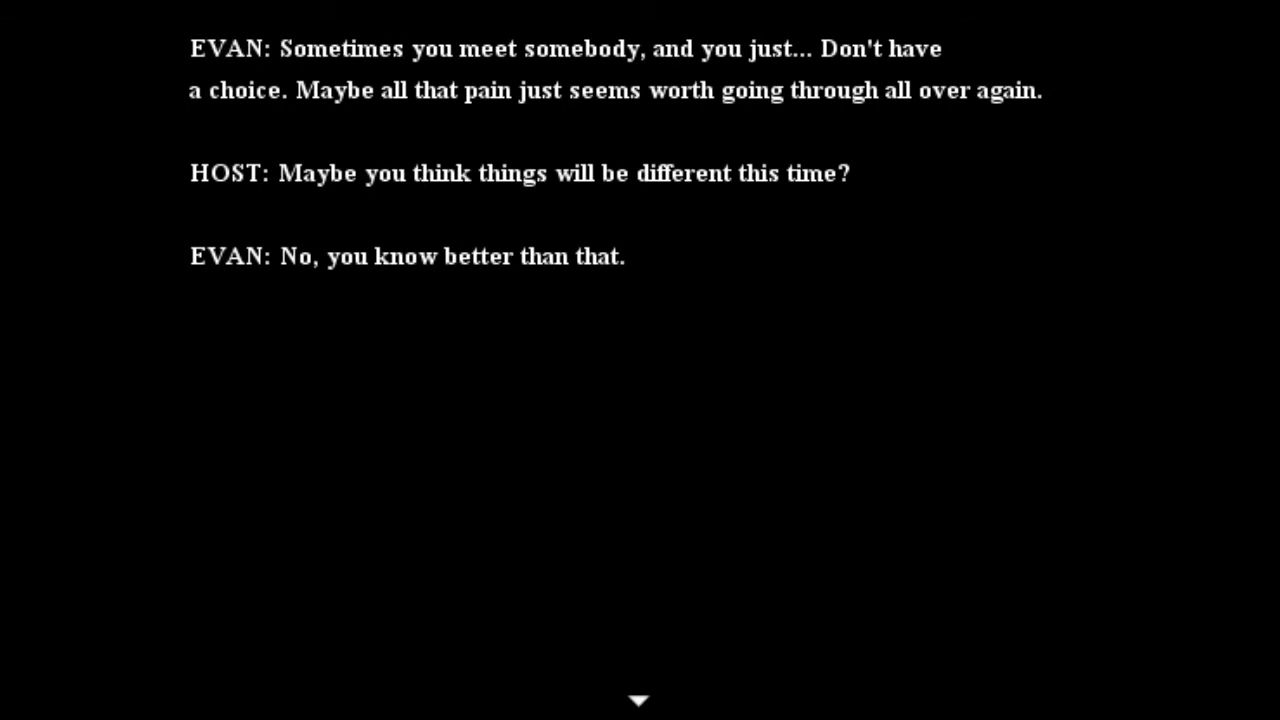 EVAN: Sometimes you meet somebody, and you just... Don't have
a choice. Maybe all that pain just seems worth going through all over again.
HOST: Maybe you think things will be different this time?
EVAN: No, you know better than that.